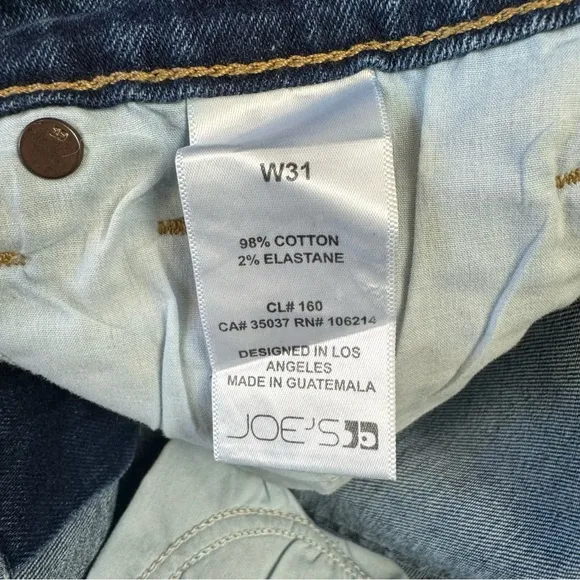 W31
98% COTTON
2% ELASTANE
CL# 160
CA# 35037 RN# 106214
DESIGNED IN LOS
ANGELES
MADE IN GUATEMALA
JOE'S